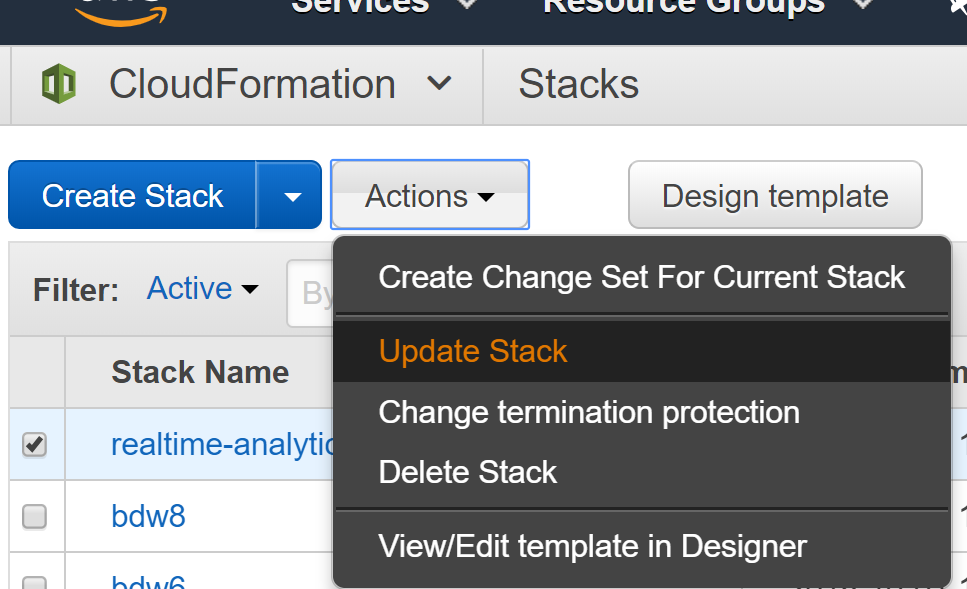 Services
Resource Groups
CloudFormation
Stacks
Create Stack
Actions
Design template
Filter:
Active
By
Create Change Set For Current Stack
Update Stack
Stack Name
Change termination protection
realtime-analytic
Delete Stack
bdw8
View/Edit template in Designer
bdw6